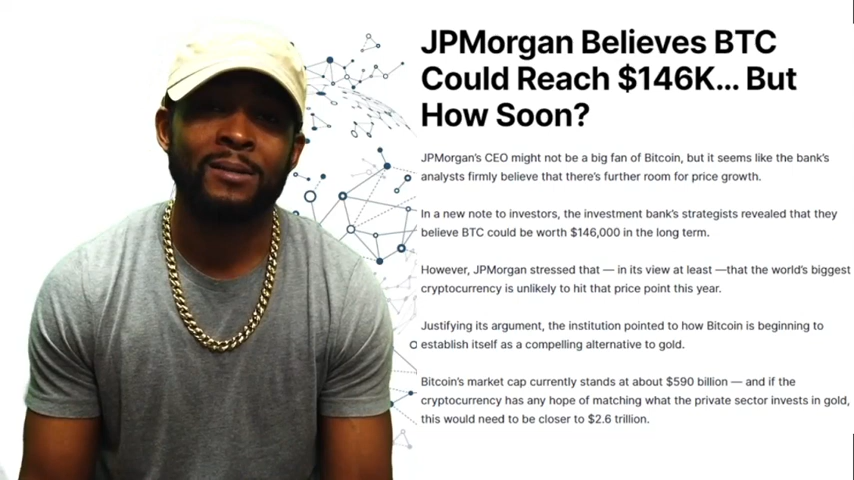 JPMorgan Believes BTC
Could Reach $146K... But
How Soon?
JPMorgan's CEO might not be a big fan of Bitcoin, but it seems like the bank's
analysts firmly believe that there's further room for price growth.
In a new note to investors, the investment bank's strategists revealed that they
believe BTC could be worth $146,000 in the long term.
However, JPMorgan stressed that — in its view at least —that the world's biggest
cryptocurrency is unlikely to hit that price point this year.
Justifying its argument, the institution pointed to how Bitcoin is beginning to
establish itself as a compelling alternative to gold.
Bitcoin's market cap currently stands at about $590 billion — and if the
cryptocurrency has any hope of matching what the private sector invests in gold,
this would need to be closer to $2.6 trillion.